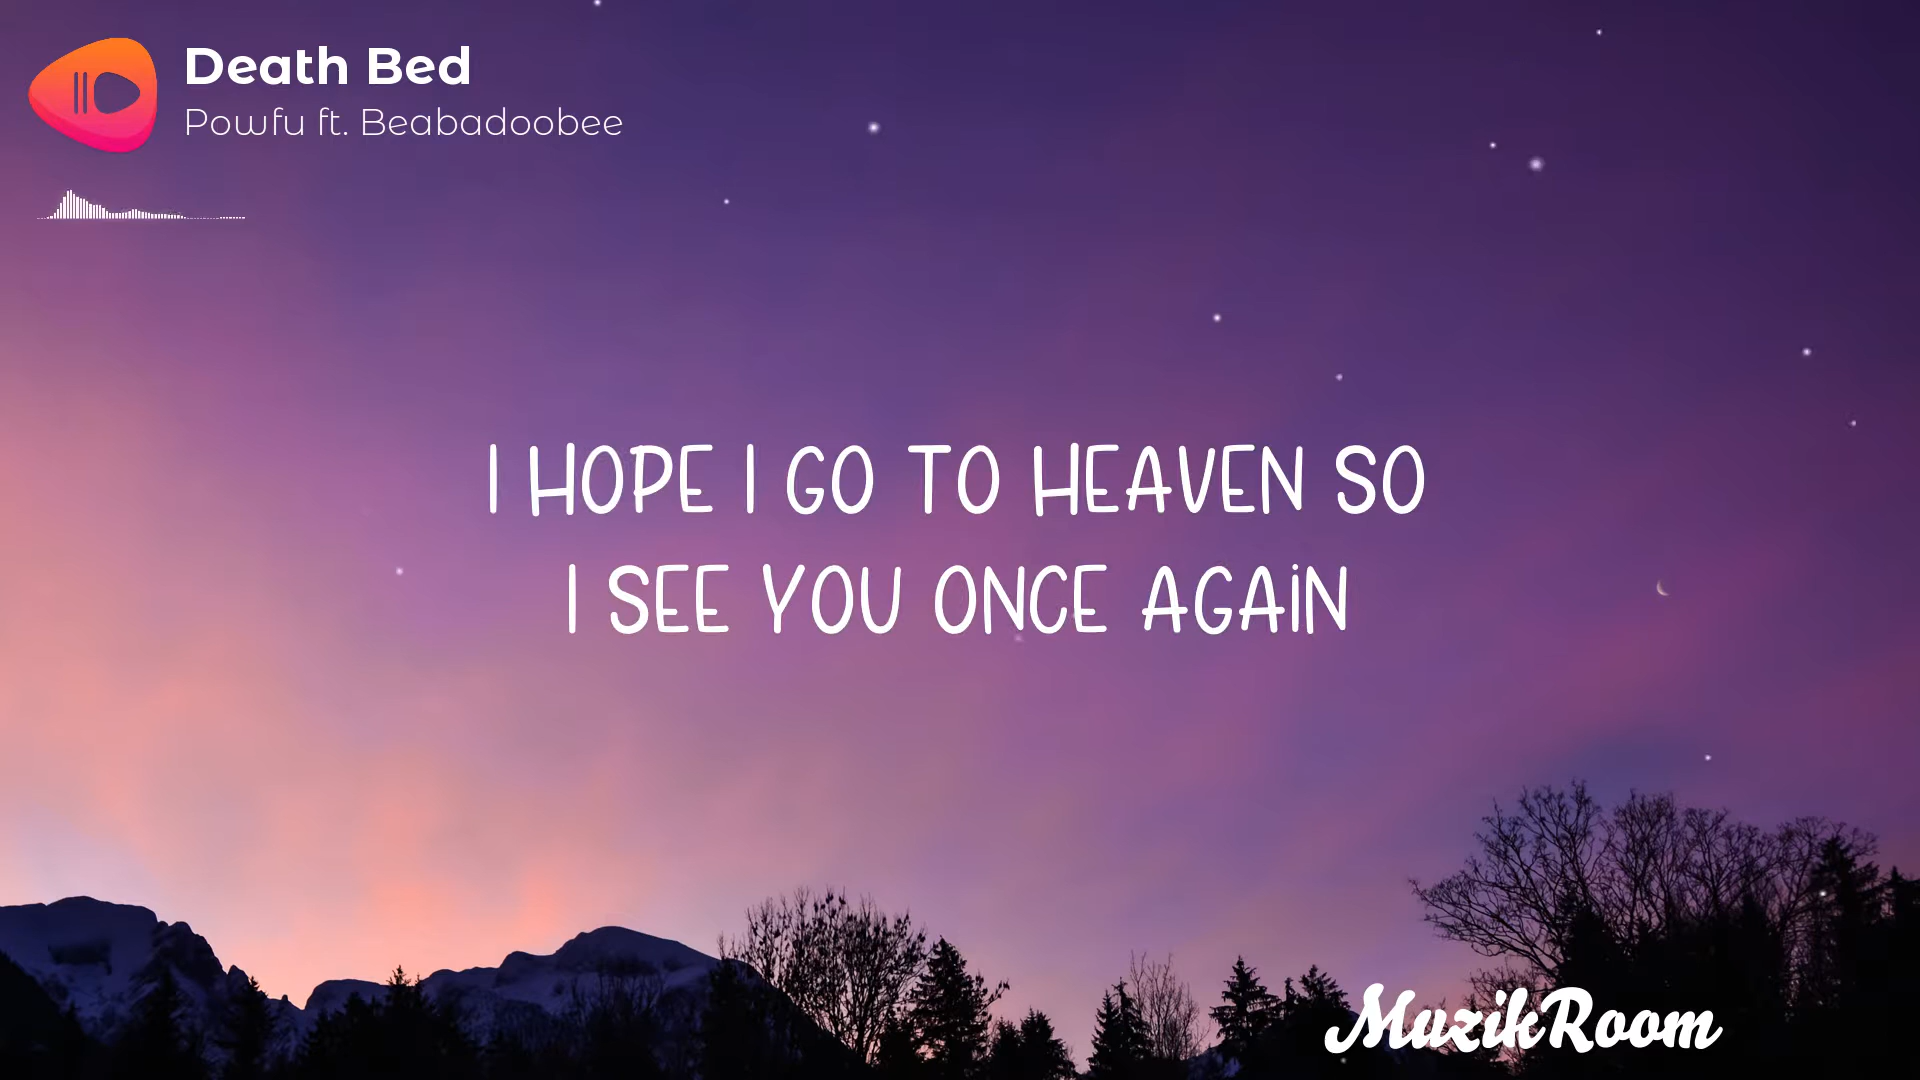 Death Bed
Powfu ft. Beabadoobee
I HOPE I GO TO HEAVEN SO
I SEE YOU ONCE AGAiN
MuzikRoom